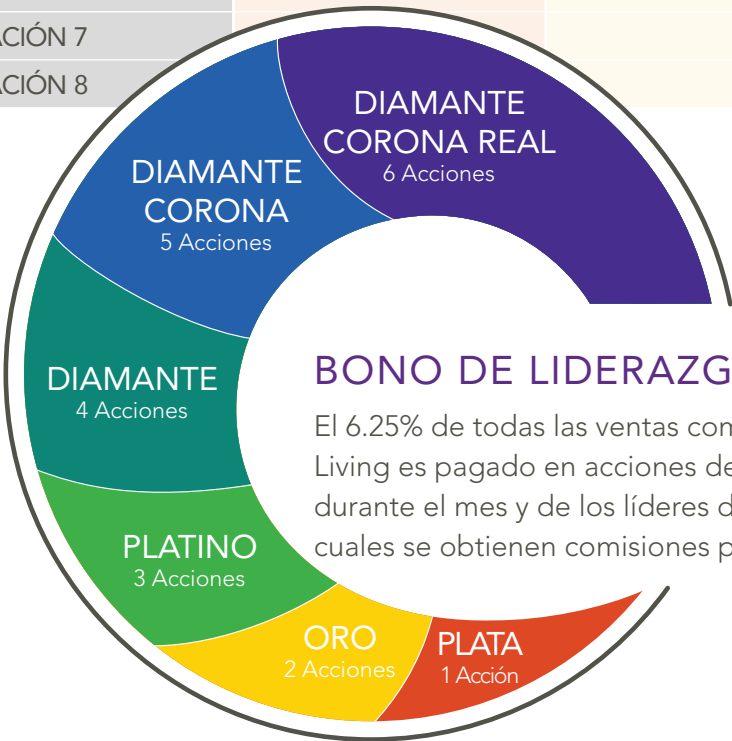 ACIÓN 7
ACIÓN 8
DIAMANTE
CORONA REAL
6 Acciones
DIAMANTE
CORONA
5 Acciones
DIAMANTE
4 Acciones
BONO DE LIDERAZG
El 6.25% de todas las ventas com
Living es pagado en acciones de
durante el mes y de los líderes d
cuales se obtienen comisiones p
PLATINO
3 Acciones
ORO
2 Acciones
PLATA
1 Acción